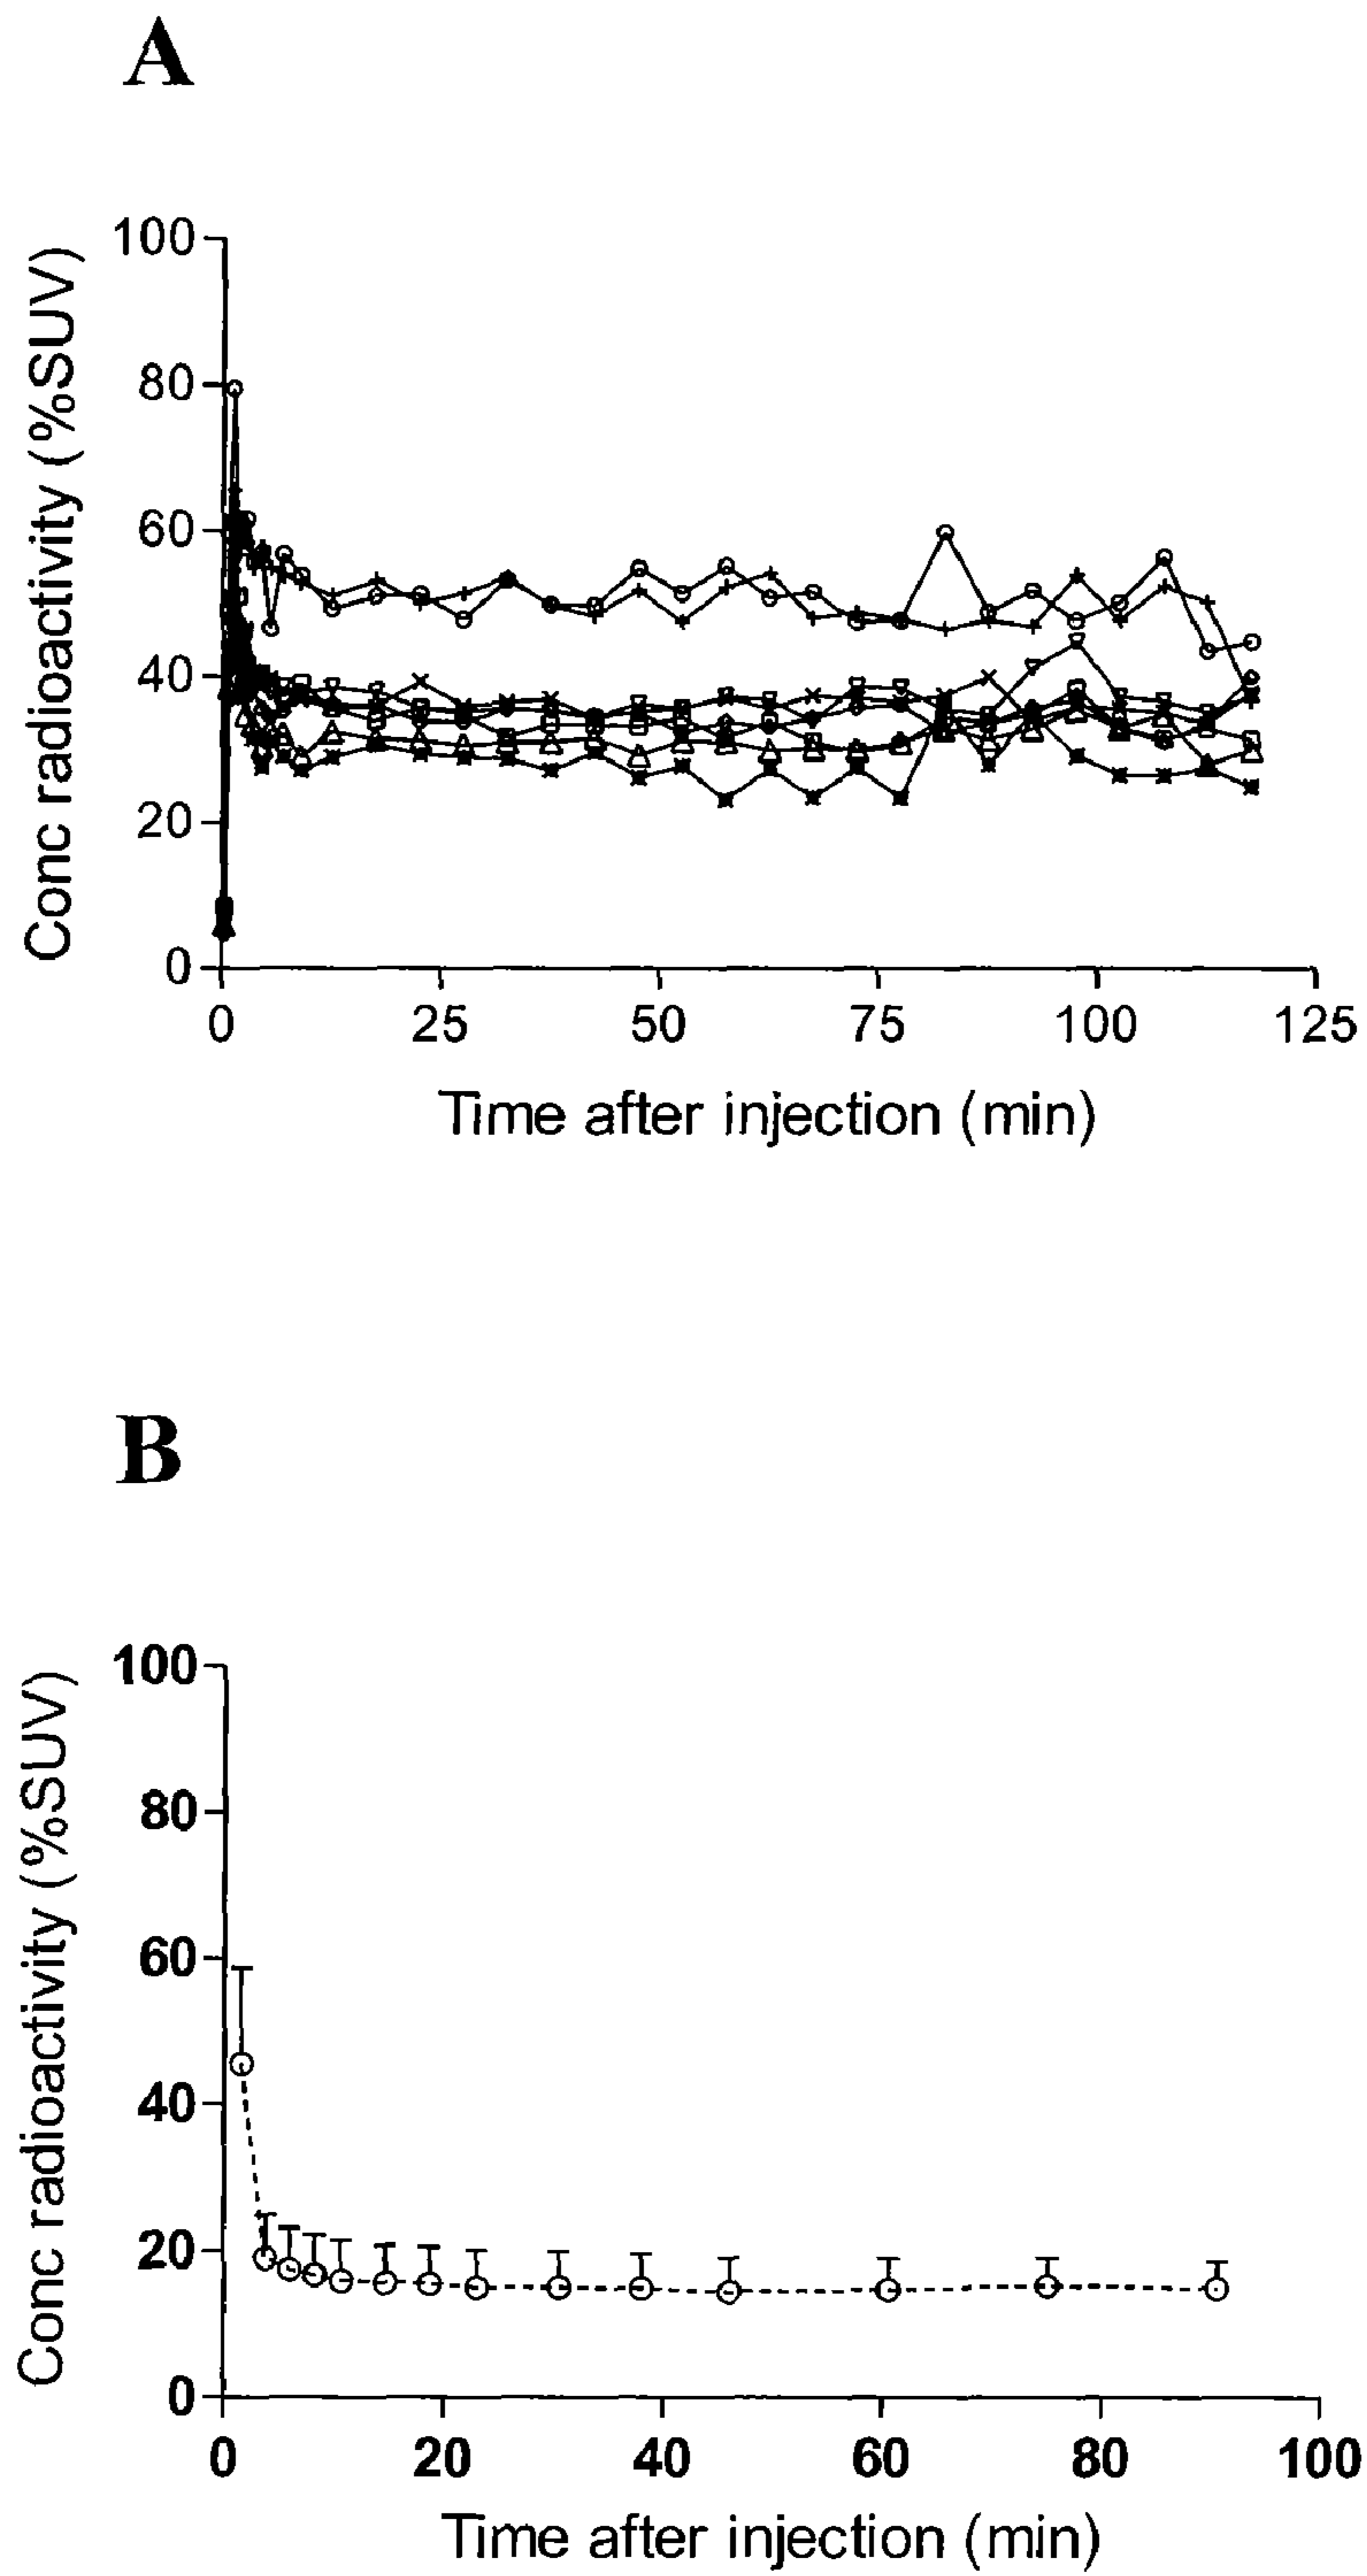 A
Conc radioactivity (%SUV)
100
80
60
40
20
0
0 25 50 75 100 125
Time after injection (min)
B
Conc radioactivity (%SUV)
100
80
60
40
20
0
0 20 40 60 80 100
Time after injection (min)